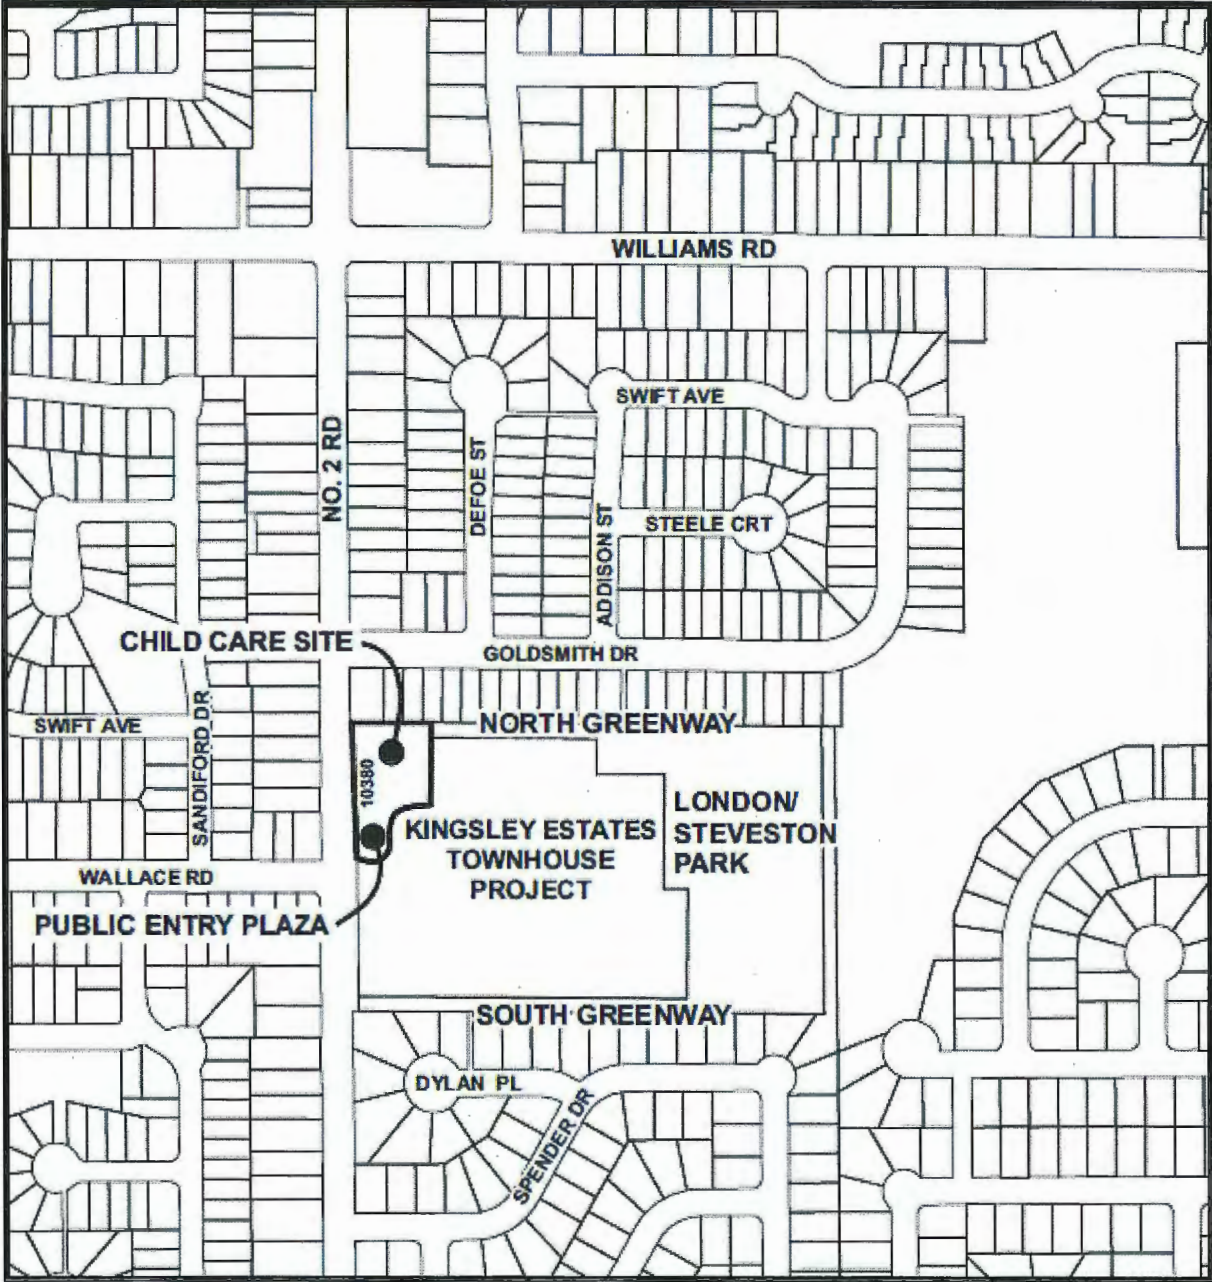 WILLIAMS RD
SWIFT AVE
NO. 2 RD
DEFOE ST
ADDISON ST
STEELE CRT
CHILD CARE SITE
GOLDSMITH DR
SWIFT AVE
SANDIFORD DR
NORTH GREENWAY
10380
LONDON/
STEVESTON
PARK
KINGSLEY ESTATES
TOWNHOUSE
PROJECT
WALLACE RD
PUBLIC ENTRY PLAZA
SOUTH GREENWAY
DYLAN PL
SPENDER DR